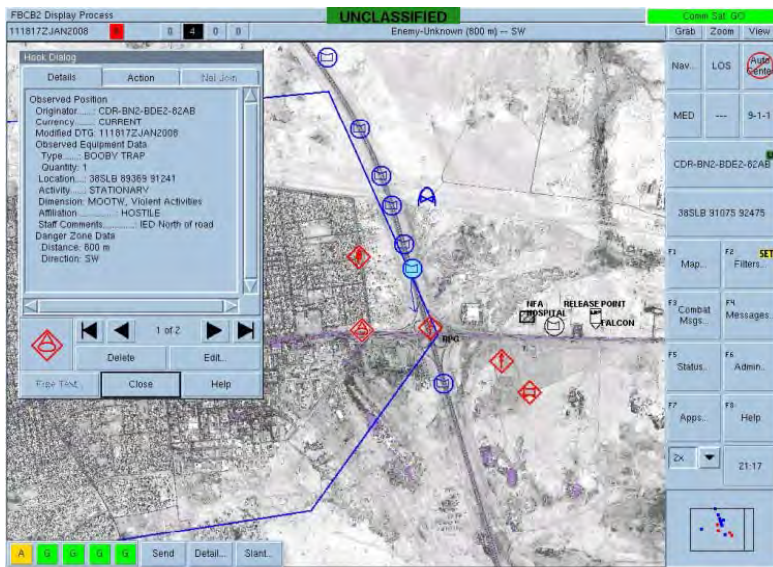 FBCB2 Display Process
UNCLASSIFIED
Comm Sat: GO
111817ZJAN2008
0
4
0
0
Enemy-Unknown (800 m) -- SW
Grab
Zoom
View
Hook Dialog
Details
Action
Observed Position
Originator......: CDR-BN2-BDE2-82AB
Currency......: CURRENT
Modified DTG: 111817ZJAN2008
Observed Equipment Data
Type.....: BOOBY TRAP
Quantity: 1
Location....: 38SLB 89369 91241
Activity.....: STATIONARY
Dimension: MOOTW, Violent Activities
Affiliation..............: HOSTILE
Staff Comments..........: IED North of road
Danger Zone Data
Distance: 800 m
Direction: SW
1 of 2
Delete
Edit...
Free Text...
Close
Help
Nav...
LOS
Auto Center
MED
---
9-1-1
CDR-BN2-BDE2-82AB
38SLB 91075 92475
F1
Map...
F2
SET
Filters...
F3
Combat Msgs...
F4
Messages...
F5
Status...
F6
Admin...
F7
Apps...
F8
Help
2X
21:17
NFA
HOSPITAL
RELEASE POINT
FALCON
RPG
A
G
G
G
G
Send
Detail...
Slant...